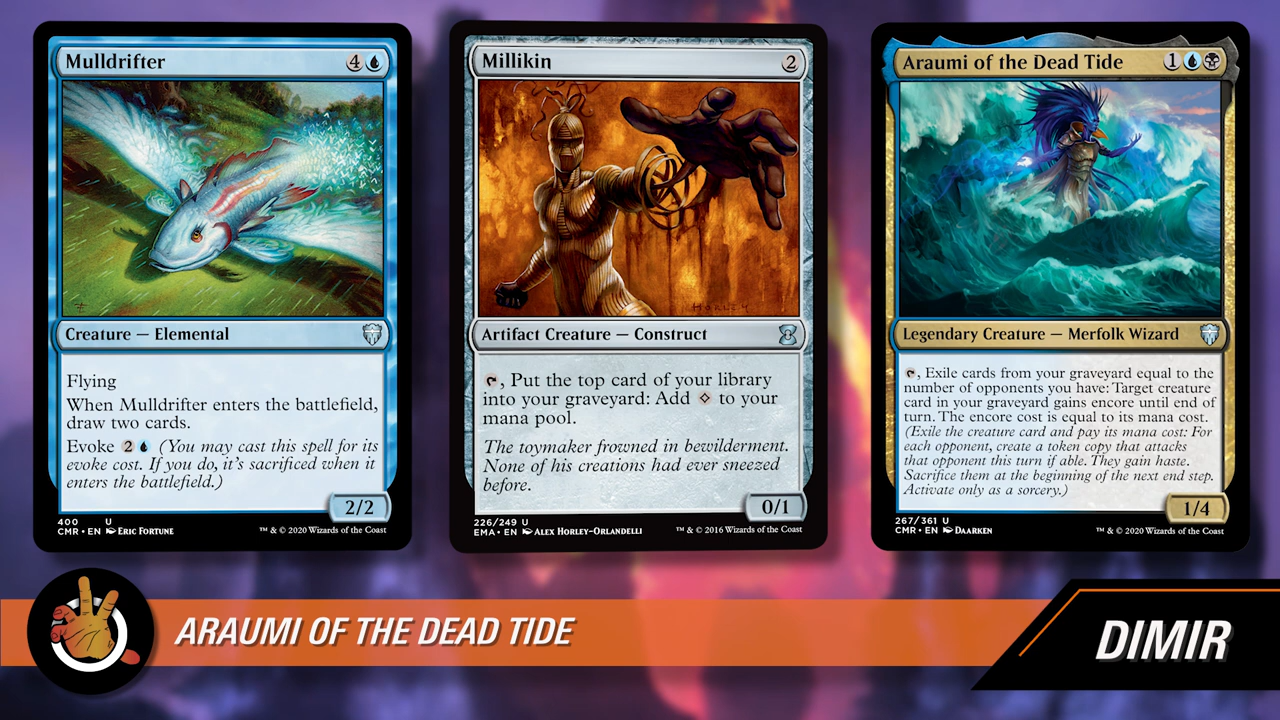 Mulldrifter 4
Creature — Elemental
Flying
When Mulldrifter enters the battlefield,
draw two cards.
Evoke 2 (You may cast this spell for its
evoke cost. If you do, it's sacrificed when it
enters the battlefield.)
2/2
400 U
CMR • EN Eric Fortune ™ & © 2020 Wizards of the Coast
Millikin 2
HORLEY
Artifact Creature — Construct
, Put the top card of your library
into your graveyard: Add to your
mana pool.
The toymaker frowned in bewilderment.
None of his creations had ever sneezed
before.
0/1
226/249 U
EMA • EN Alex Horley-Orlandelli ™ & © 2016 Wizards of the Coast
Araumi of the Dead Tide 1
Legendary Creature — Merfolk Wizard
, Exile cards from your graveyard equal to the
number of opponents you have: Target creature
card in your graveyard gains encore until end of
turn. The encore cost is equal to its mana cost.
(Exile the creature card and pay its mana cost: For
each opponent, create a token copy that attacks
that opponent this turn if able. They gain haste.
Sacrifice them at the beginning of the next end step.
Activate only as a sorcery.)
1/4
267/361 U
CMR • EN Daarken ™ & © 2020 Wizards of the Coast
ARAUMI OF THE DEAD TIDE
DIMIR